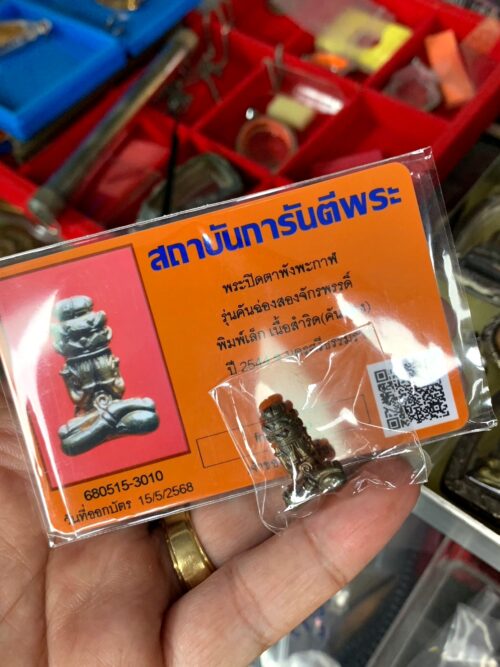 สถาบันการันตีพระ
พระปิดตาพังพะกาฬ
รุ่นคันฉ่องสองจักรพรรดิ์
พิมพ์เล็ก เนื้อสำริด(คัน
ปี 254
680515-3010
วันที่ออกบัตร 15/5/2568